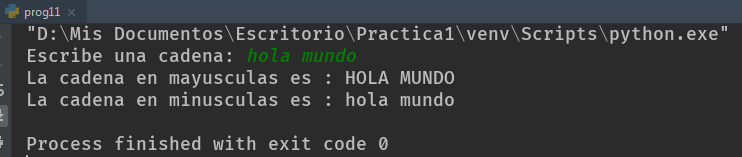 prog11
"D:\Mis Documentos\Escritorio\Practica1\venv\Scripts\python.exe"
Escribe una cadena: hola mundo
La cadena en mayusculas es : HOLA MUNDO
La cadena en minusculas es : hola mundo
Process finished with exit code 0